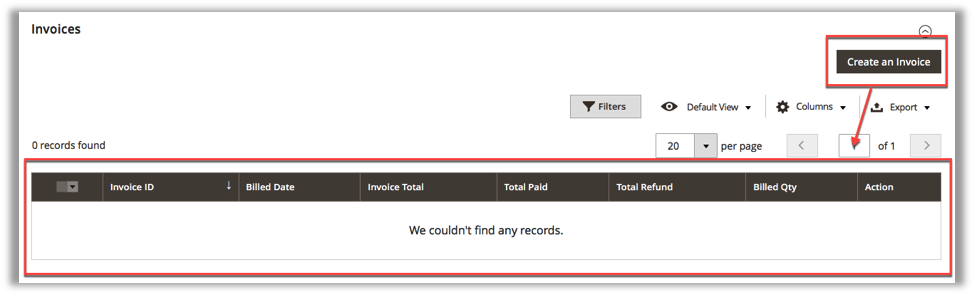 Invoices
Create an Invoice
Filters Default View Columns Export
0 records found 20 per page of 1
Invoice ID ↓ Billed Date Invoice Total Total Paid Total Refund Billed Qty Action
We couldn't find any records.